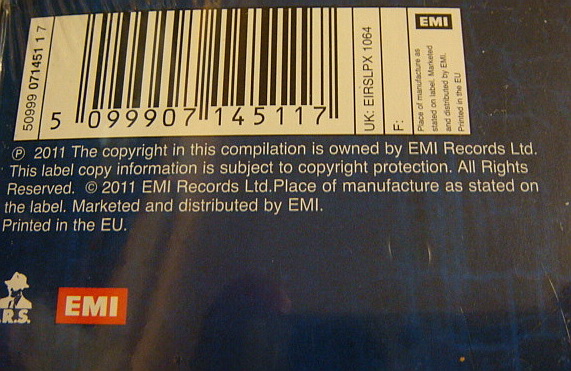 50999 071451 1 7
5 099907 145117
UK: EIRSLPX 1064
F:
EMI
Place of manufacture as
stated on label. Marketed
and distributed by EMI.
Printed in the EU
℗ 2011 The copyright in this compilation is owned by EMI Records Ltd.
This label copy information is subject to copyright protection. All Rights
Reserved. © 2011 EMI Records Ltd.Place of manufacture as stated on
the label. Marketed and distributed by EMI.
Printed in the EU.
.R.S.
EMI